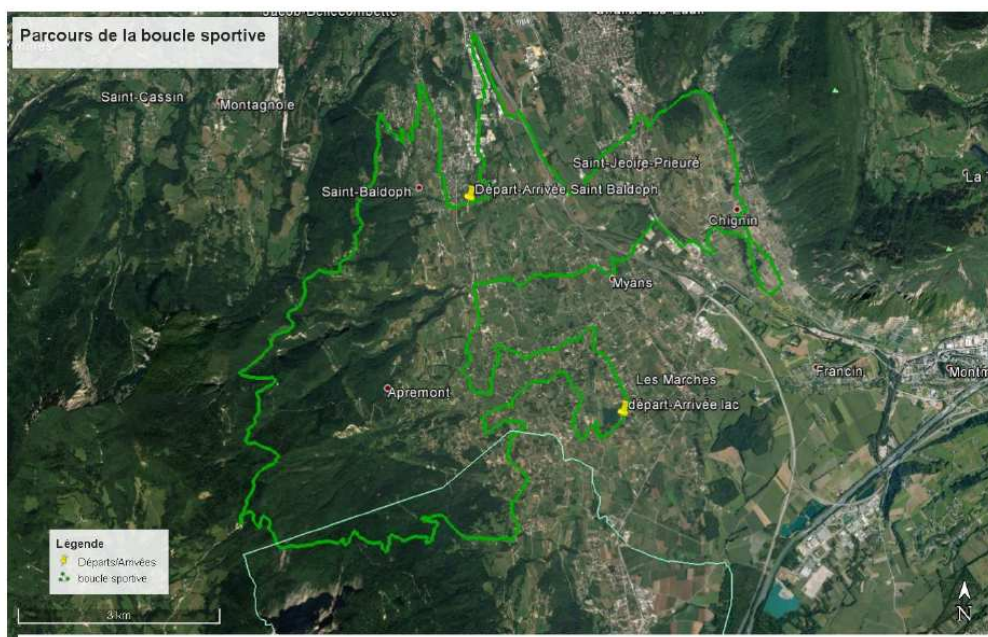 Parcours de la boucle sportive
Saint-Cassin
Montagnole
Saint-Jeoire-Prieuré
Saint-Baldoph
Départ-Arrivée Saint Baldoph
Chignin
Myans
Les Marches
Francin
Apremont
départ-Arrivée lac
Légende
Départs/Arrivées
boucle sportive
3 km
N